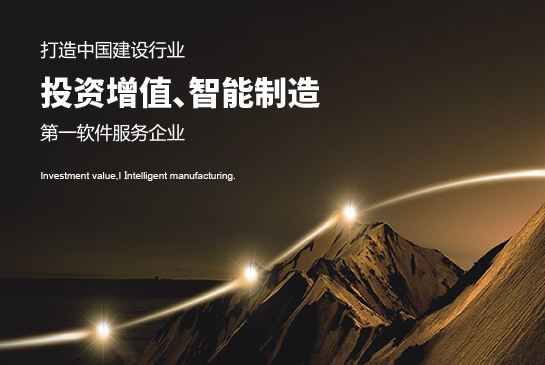 打造中国建设行业
投资增值、智能制造
第一软件服务企业
Investment value,I Intelligent manufacturing.